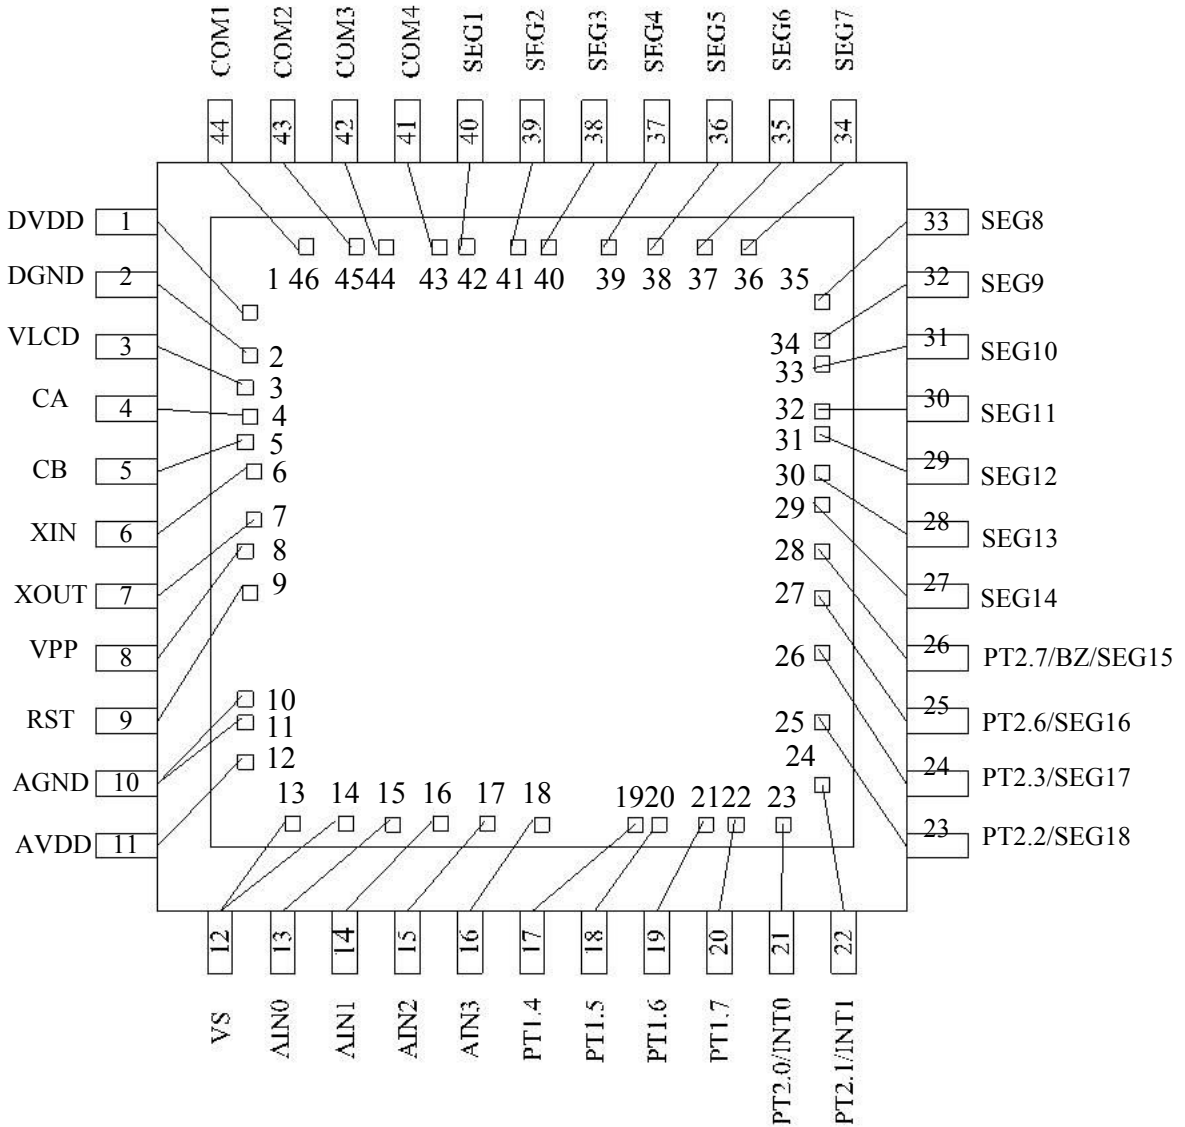 COM1 COM2 COM3 COM4 SEG1 SEG2 SEG3 SEG4 SEG5 SEG6 SEG7
44 43 42 41 40 39 38 37 36 35 34
DVDD 1
DGND 2
VLCD 3
CA 4
CB 5
XIN 6
XOUT 7
VPP 8
RST 9
AGND 10
AVDD 11
1 46 45 44 43 42 41 40 39 38 37 36 35
2
3
4
5
6
7
8
9
10
11
12
34
33
32
31
30
29
28
27
26
25
24
13 14 15 16 17 18 19 20 21 22 23
33 SEG8
32 SEG9
31 SEG10
30 SEG11
29 SEG12
28 SEG13
27 SEG14
26 PT2.7/BZ/SEG15
25 PT2.6/SEG16
24 PT2.3/SEG17
23 PT2.2/SEG18
12 13 14 15 16 17 18 19 20 21 22
VS AIN0 AIN1 AIN2 AIN3 PT1.4 PT1.5 PT1.6 PT1.7 PT2.0/INT0 PT2.1/INT1